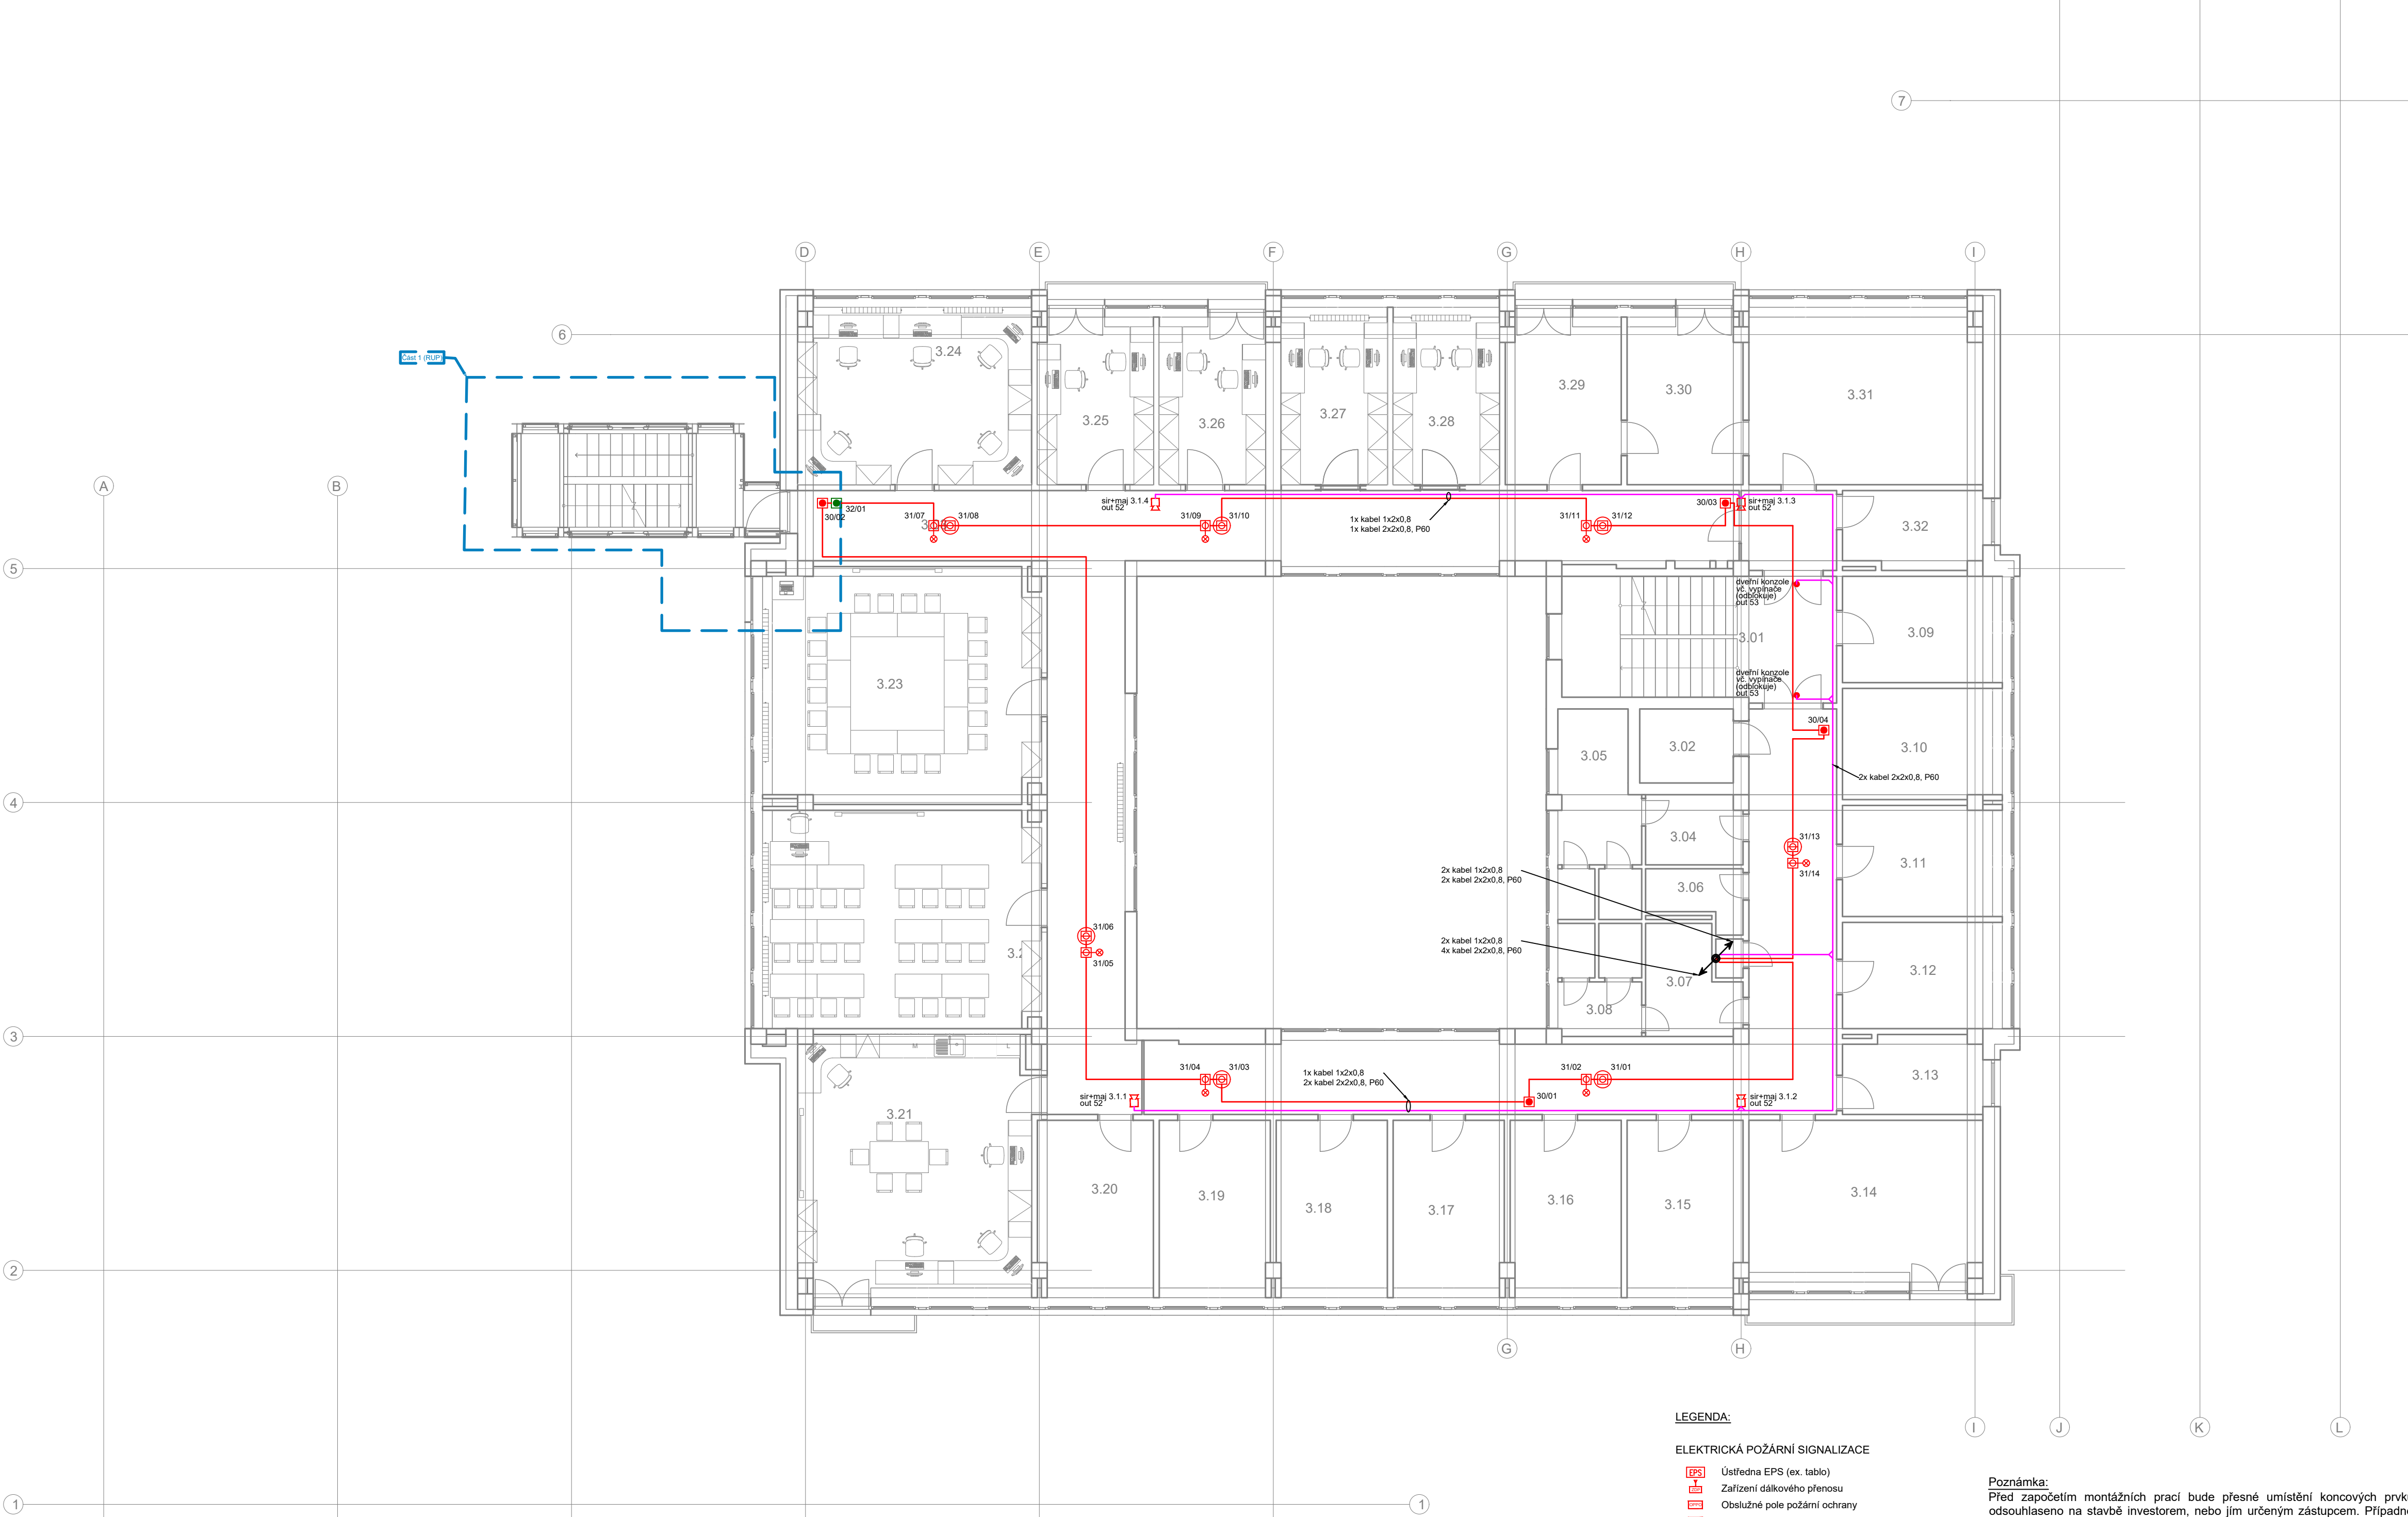 7
D
E
F
G
H
I
6
Část 1 (RUP)
3.24
3.25
3.26
3.27
3.28
3.29
3.30
3.31
A
B
sir+maj 3.1.4
out 52
30/02
32/01
31/07
31/08
31/09
31/10
1x kabel 1x2x0,8
1x kabel 2x2x0,8, P60
31/11
31/12
30/03
sir+maj 3.1.3
out 52
3.32
5
dveřní konzole
vč. vypínače
(odblokuje)
out 53
3.01
3.09
dveřní konzole
vč. vypínače
(odblokuje)
out 53
3.23
30/04
3.05
3.02
3.10
2x kabel 2x2x0,8, P60
4
3.04
31/13
31/14
3.11
2x kabel 1x2x0,8
2x kabel 2x2x0,8, P60
3.06
31/06
31/05
2x kabel 1x2x0,8
4x kabel 2x2x0,8, P60
3.07
3.12
3.08
3
M
L
31/04
31/03
1x kabel 1x2x0,8
2x kabel 2x2x0,8, P60
31/02
31/01
30/01
3.13
sir+maj 3.1.1
out 52
sir+maj 3.1.2
out 52
3.21
3.20
3.19
3.18
3.17
3.16
3.15
3.14
2
G
H
I
J
K
L
LEGENDA:
ELEKTRICKÁ POŽÁRNÍ SIGNALIZACE
EPS Ústředna EPS (ex. tablo)
ZDP Zařízení dálkového přenosu
OPPO Obslužné pole požární ochrany
1
1
Poznámka:
Před započetím montážních prací bude přesné umístění koncových prvk
odsouhlaseno na stavbě investorem, nebo jím určeným zástupcem. Případn